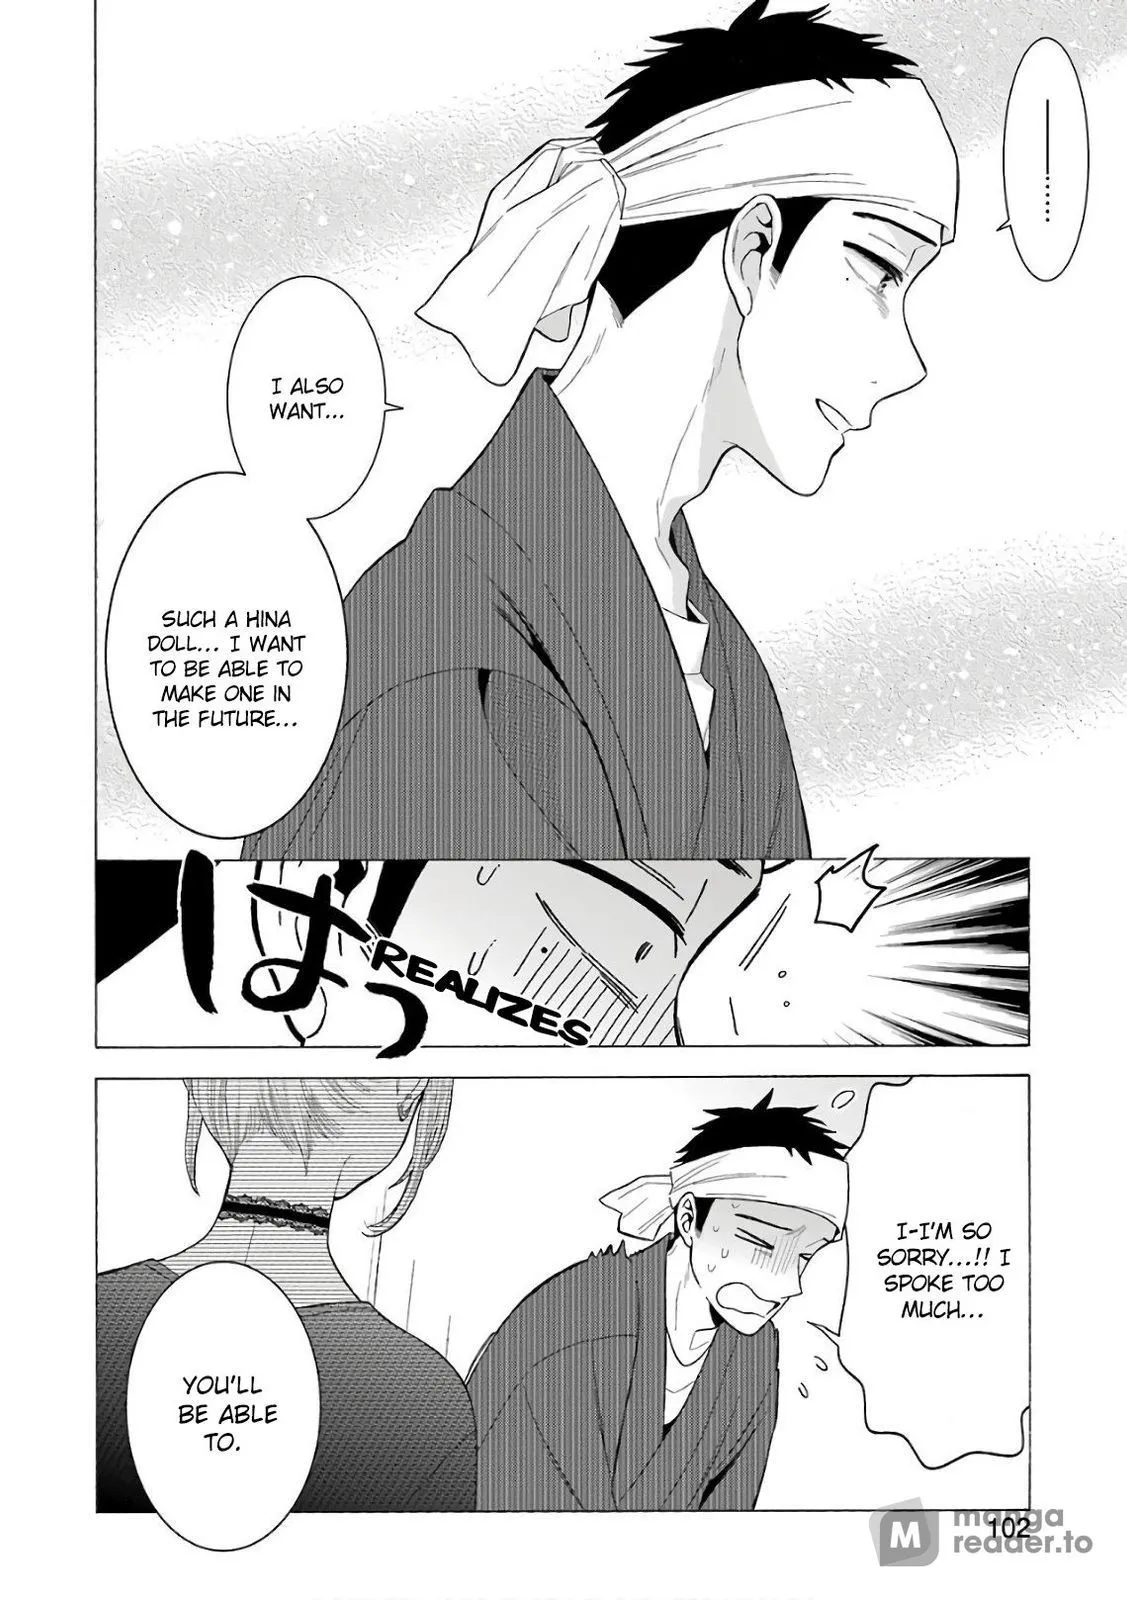 I ALSO
WANT...
SUCH A HINA
DOLL... I WANT
TO BE ABLE TO
MAKE ONE IN
THE FUTURE...
ばっ
REALIZES
I-I'M SO
SORRY...!! I
SPOKE TOO
MUCH...
YOU'LL
BE ABLE
TO.
102
M
manga
reader.to